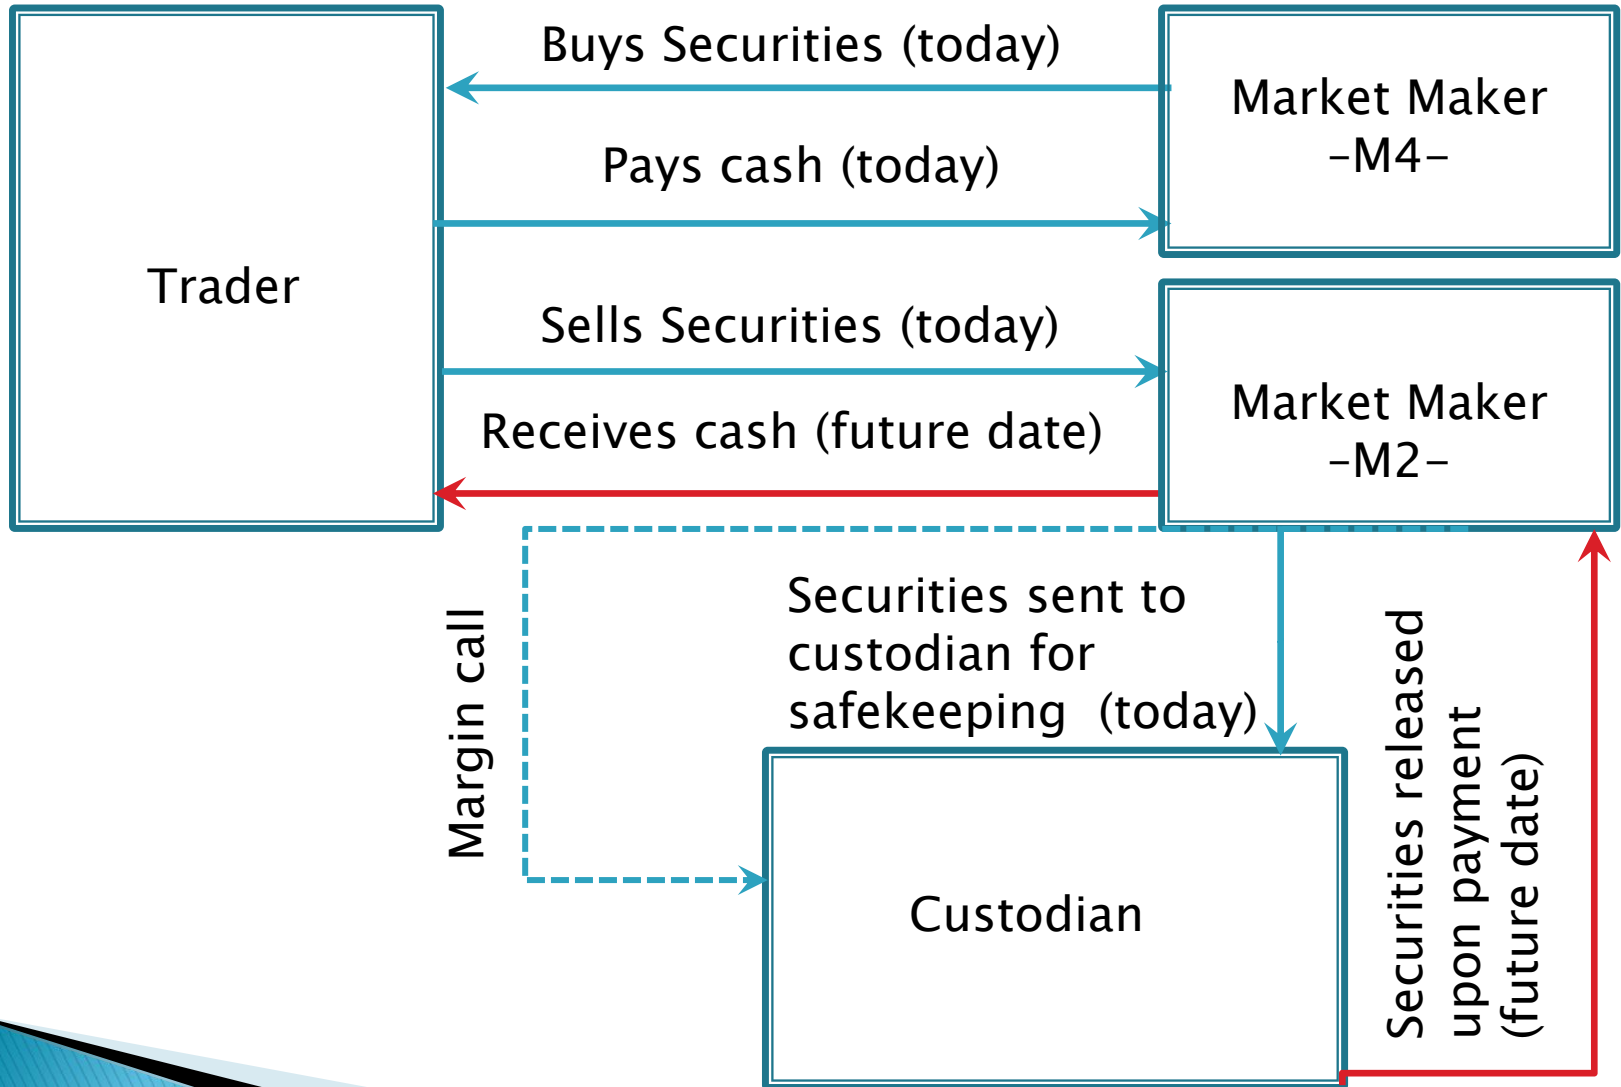 Buys Securities (today)
Market Maker
-M4-
Pays cash (today)
Trader
Sells Securities (today)
Market Maker
-M2-
Receives cash (future date)
Margin call
Securities sent to
custodian for
safekeeping  (today)
Securities released
upon payment
(future date)
Custodian